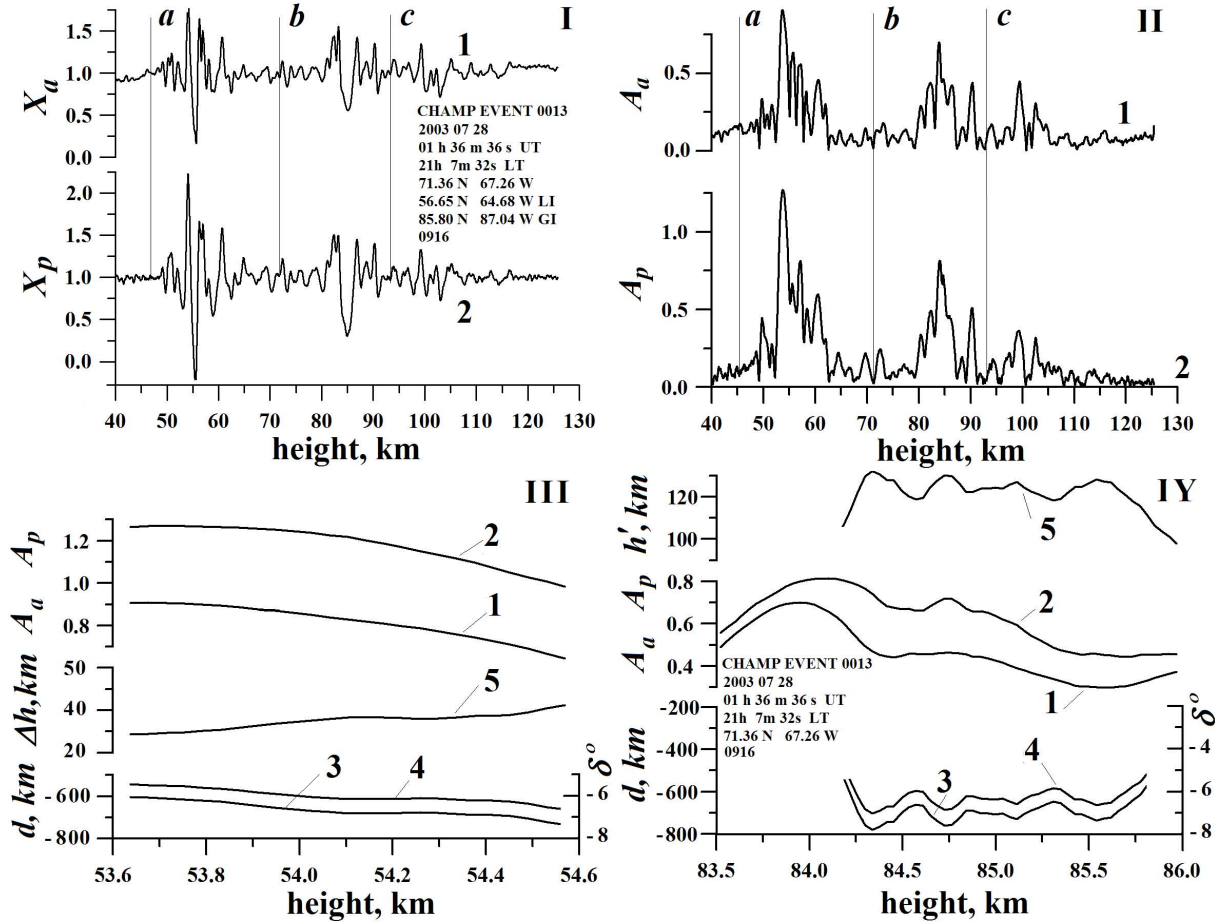 I
a b c
1
X_a
1.75
1.0
0.5
0.0
CHAMP EVENT 0013
2003 07 28
01 h 36 m 36 s UT
21h 7m 32s LT
71.36 N 67.26 W
56.65 N 64.68 W LI
85.80 N 87.04 W GI
0916
X_p
2.0
1.5
1.0
0.5
0.0
2
40 50 60 70 80 90 100 110 120 130
height, km
II
a b c
A_a
0.5
0.0
1
A_p
1.0
0.5
0.0
2
40 50 60 70 80 90 100 110 120 130
height, km
III
A_a A_p
1.2
1.0
0.8
2
1
Δh,km
50
40
20
5
d, km
-600
-800
3 4
δ°
-6
-8
53.6 53.8 54.0 54.2 54.4 54.6
height, km
IY
h', km
120
100
5
A_a A_p
0.8
0.6
0.4
2
1
CHAMP EVENT 0013
2003 07 28
01 h 36 m 36 s UT
21h 7m 32s LT
71.36 N 67.26 W
0916
d, km
-200
-400
-600
-800
3 4
δ°
-2
-4
-6
-8
83.5 84.0 84.5 85.0 85.5 86.0
height, km